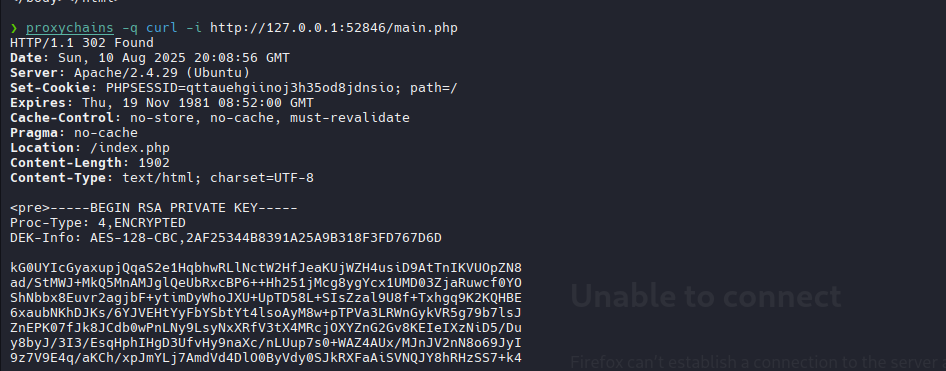 </body></html>
❯ proxychains -q curl -i http://127.0.0.1:52846/main.php
HTTP/1.1 302 Found
Date: Sun, 10 Aug 2025 20:08:56 GMT
Server: Apache/2.4.29 (Ubuntu)
Set-Cookie: PHPSESSID=qttauehgiinoj3h35od8jdnsio; path=/
Expires: Thu, 19 Nov 1981 08:52:00 GMT
Cache-Control: no-store, no-cache, must-revalidate
Pragma: no-cache
Location: /index.php
Content-Length: 1902
Content-Type: text/html; charset=UTF-8
<pre>-----BEGIN RSA PRIVATE KEY-----
Proc-Type: 4,ENCRYPTED
DEK-Info: AES-128-CBC,2AF25344B8391A25A9B318F3FD767D6D
kG0UYIcGyaxupjQqaS2e1HqbhwRLlNctW2HfJeaKUjWZH4usiD9AtTnIKVUOpZN8
ad/StMWJ+MkQ5MnAMJglQeUbRxcBP6++Hh251jMcg8ygYcx1UMD03ZjaRuwcf0YO
ShNbbx8Euvr2agjbF+ytimDyWhoJXU+UpTD58L+SIsZzal9U8f+Txhgq9K2KQHBE
6xaubNKhDJKs/6YJVEHtYyFbYSbtYt4lsoAyM8w+pTPVa3LRWnGykVR5g79b7lsJ
ZnEPK07fJk8JCdb0wPnLNy9LsyNxXRfV3tX4MRcjOXYZnG2Gv8KEIeIXzNiD5/Du
y8byJ/3I3/EsqHphIHgD3UfvHy9naXc/nLUup7s0+WAZ4AUx/MJnJV2nN8o69JyI
9z7V9E4q/aKCh/xpJmYLj7AmdVd4DlO0ByVdy0SJkRXFaAiSVNQJY8hRHzSS7+k4
Unable to connect
Firefox can't establish a connection to the server